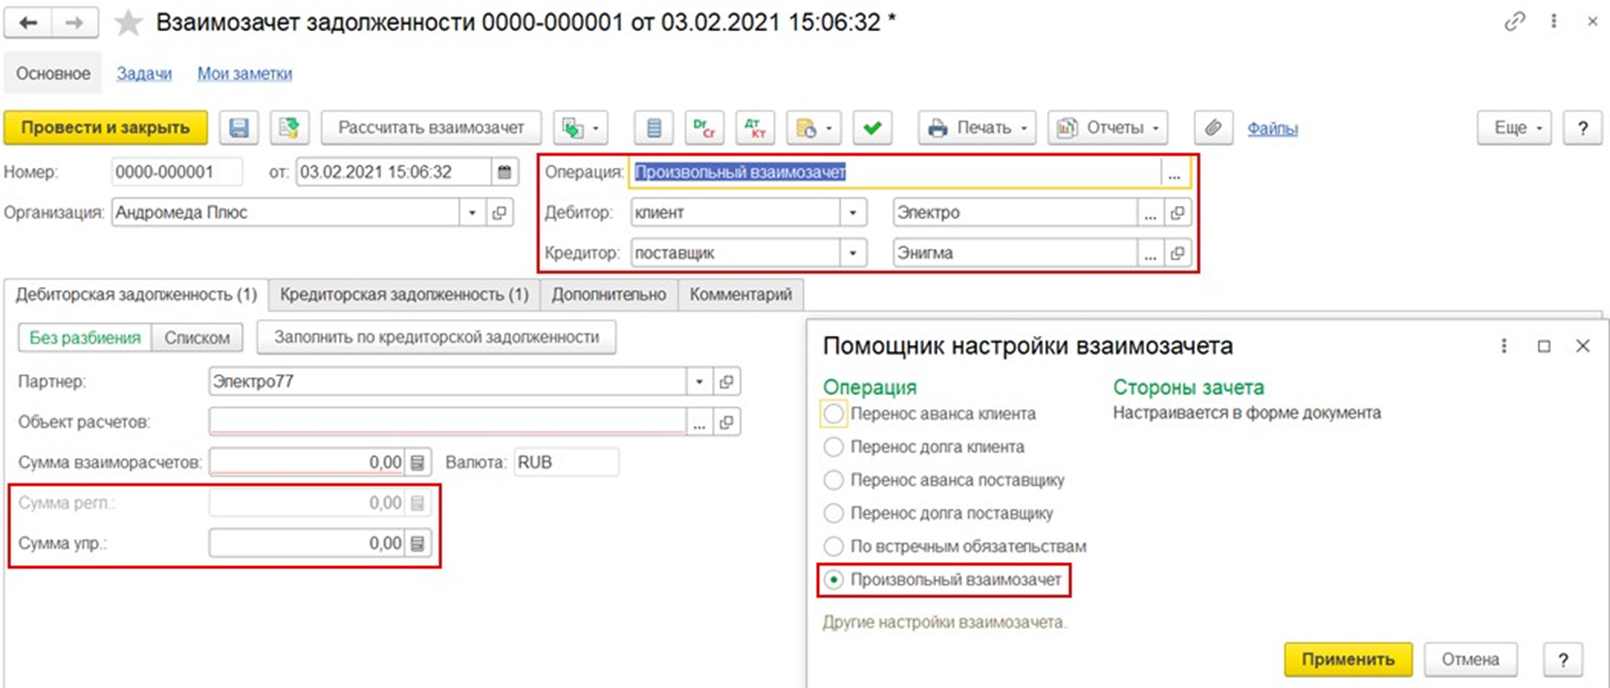 Взаимозачет задолженности 0000-000001 от 03.02.2021 15:06:32 *
Основное Задачи Мои заметки
Провести и закрыть Рассчитать взаимозачет Dr Cr Дт Кт Печать Отчеты Файлы Еще ?
Номер: 0000-000001 от: 03.02.2021 15:06:32 Операция: Произвольный взаимозачет ...
Организация: Андромеда Плюс Дебитор: клиент Электро ...
Кредитор: поставщик Энигма ...
Дебиторская задолженность (1) Кредиторская задолженность (1) Дополнительно Комментарий
Без разбиения Списком Заполнить по кредиторской задолженности
Партнер: Электро77
Объект расчетов: ...
Сумма взаиморасчетов: 0,00 Валюта: RUB
Сумма регл.: 0,00
Сумма упр.: 0,00
Помощник настройки взаимозачета
Операция Стороны зачета
Перенос аванса клиента Настраивается в форме документа
Перенос долга клиента
Перенос аванса поставщику
Перенос долга поставщику
По встречным обязательствам
Произвольный взаимозачет
Другие настройки взаимозачета.
Применить Отмена ?